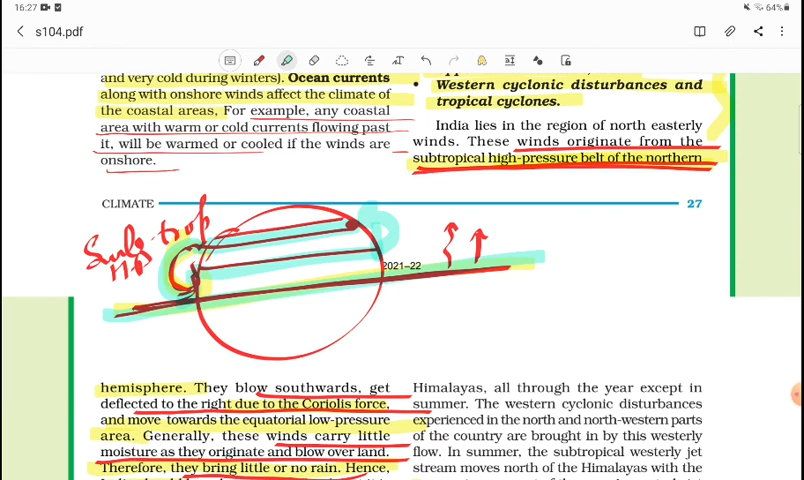 16:27
64%
s104.pdf
and very cold during winters). Ocean currents
along with onshore winds affect the climate of
the coastal areas, For example, any coastal
area with warm or cold currents flowing past
it, will be warmed or cooled if the winds are
onshore.
• Western cyclonic disturbances and
tropical cyclones.
India lies in the region of north easterly
winds. These winds originate from the
subtropical high-pressure belt of the northern
CLIMATE
27
Sub-trop
2021–22
hemisphere. They blow southwards, get
deflected to the right due to the Coriolis force,
and move towards the equatorial low-pressure
area. Generally, these winds carry little
moisture as they originate and blow over land.
Therefore, they bring little or no rain. Hence,
Himalayas, all through the year except in
summer. The western cyclonic disturbances
experienced in the north and north-western parts
of the country are brought in by this westerly
flow. In summer, the subtropical westerly jet
stream moves north of the Himalayas with the